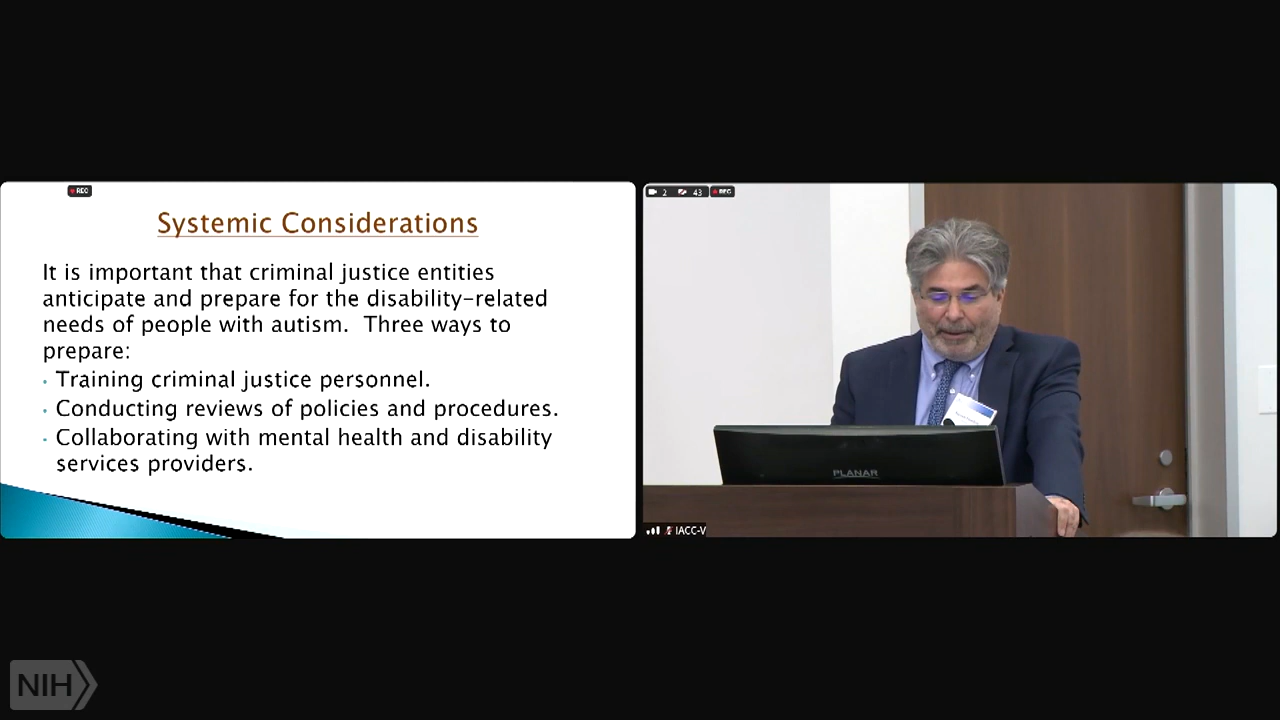 REC
Systemic Considerations
It is important that criminal justice entities
anticipate and prepare for the disability-related
needs of people with autism.  Three ways to
prepare:
• Training criminal justice personnel.
• Conducting reviews of policies and procedures.
• Collaborating with mental health and disability
services providers.
2 43 REC
PLANAR
IACC-V
NIH